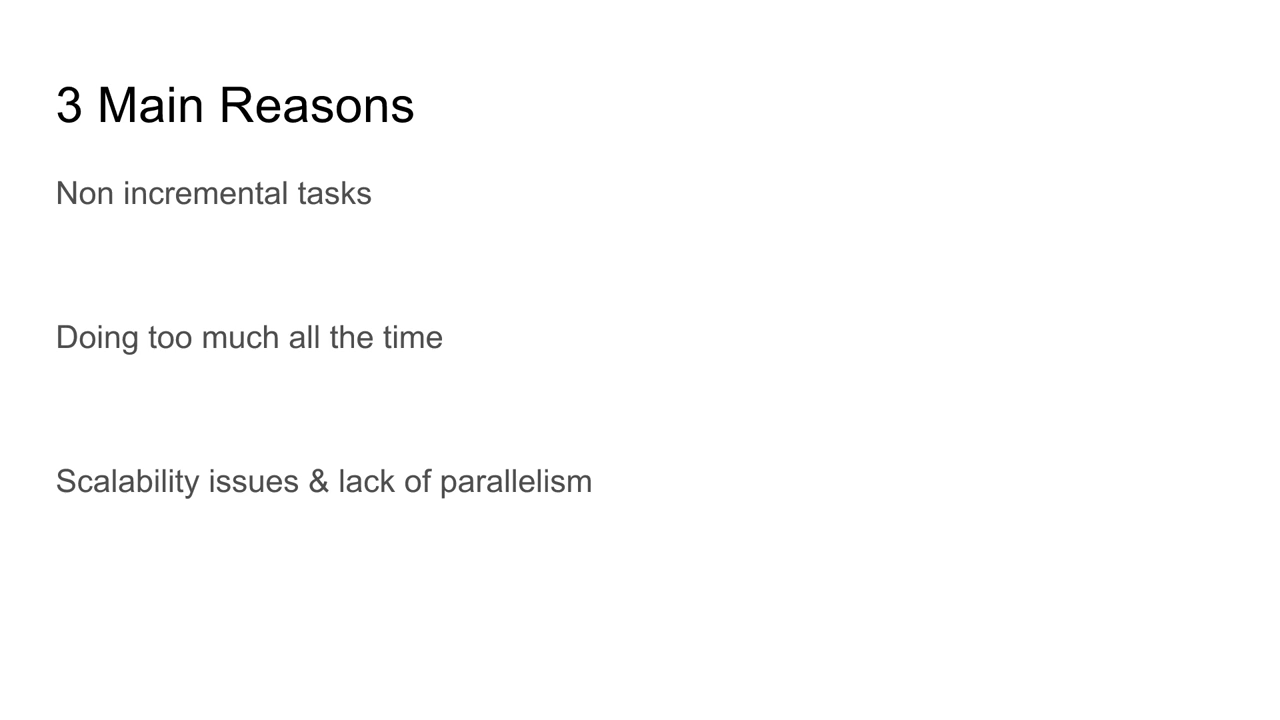 3 Main Reasons
Non incremental tasks
Doing too much all the time
Scalability issues & lack of parallelism